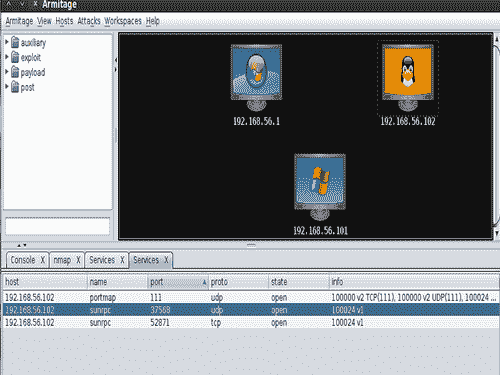 Armitage
Armitage View Hosts Attacks Workspaces Help
auxiliary
exploit
payload
post
192.168.56.1
192.168.56.102
192.168.56.101
Console X nmap X Services X Services X
host name port proto state info
192.168.56.102 portmap 111 udp open 100000 v2 TCP(111), 100000 v2 UDP(111), 100024 ...
192.168.56.102 sunrpc 37568 udp open 100024 v1
192.168.56.102 sunrpc 52871 tcp open 100024 v1